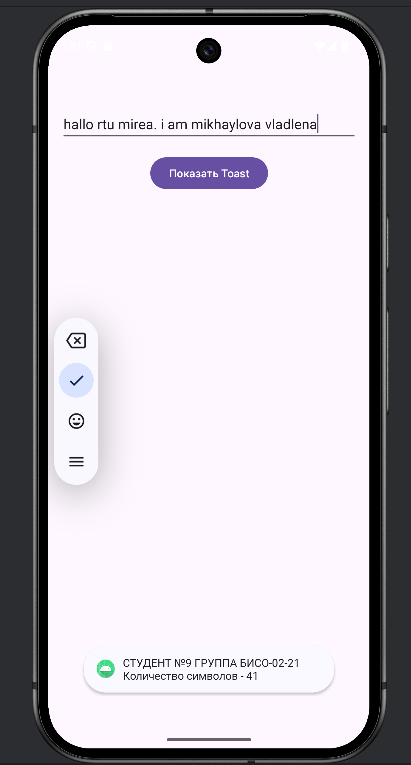 hallo rtu mirea. i am mikhaylova vladlena
Показать Toast
СТУДЕНТ №9 ГРУППА БИСО-02-21
Количество символов - 41